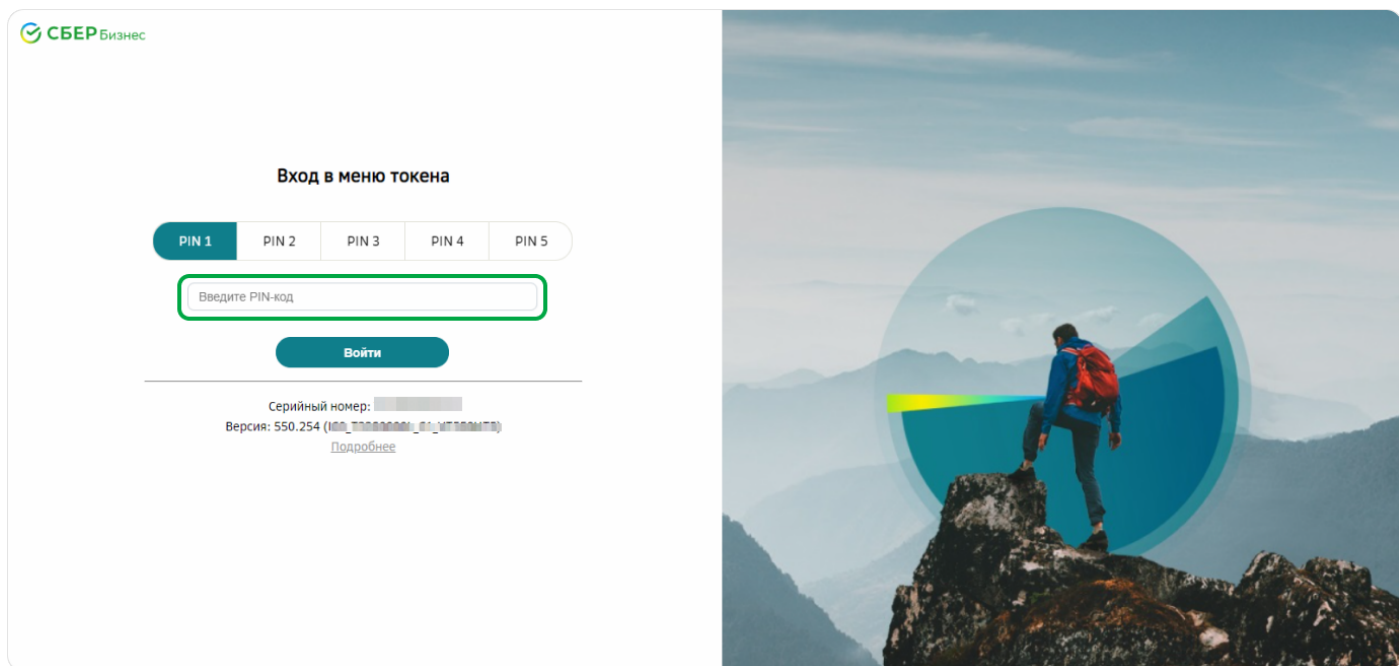 СБЕР Бизнес
Вход в меню токена
PIN 1 PIN 2 PIN 3 PIN 4 PIN 5
Введите PIN-код
Войти
Серийный номер:
Версия: 550.254
Подробнее